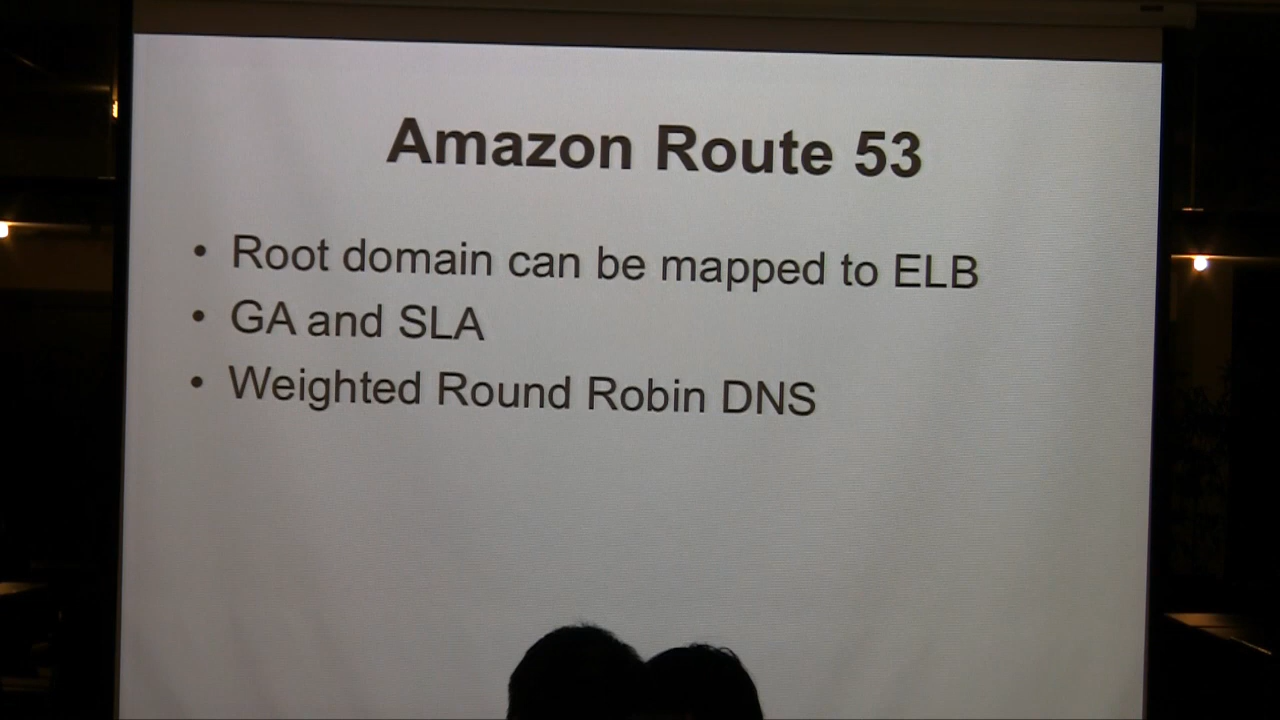 Amazon Route 53
• Root domain can be mapped to ELB
• GA and SLA
• Weighted Round Robin DNS